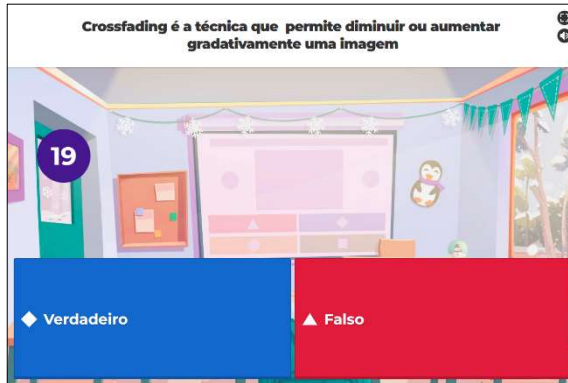 Crossfading é a técnica que permite diminuir ou aumentar
gradativamente uma imagem
19
Verdadeiro
Falso